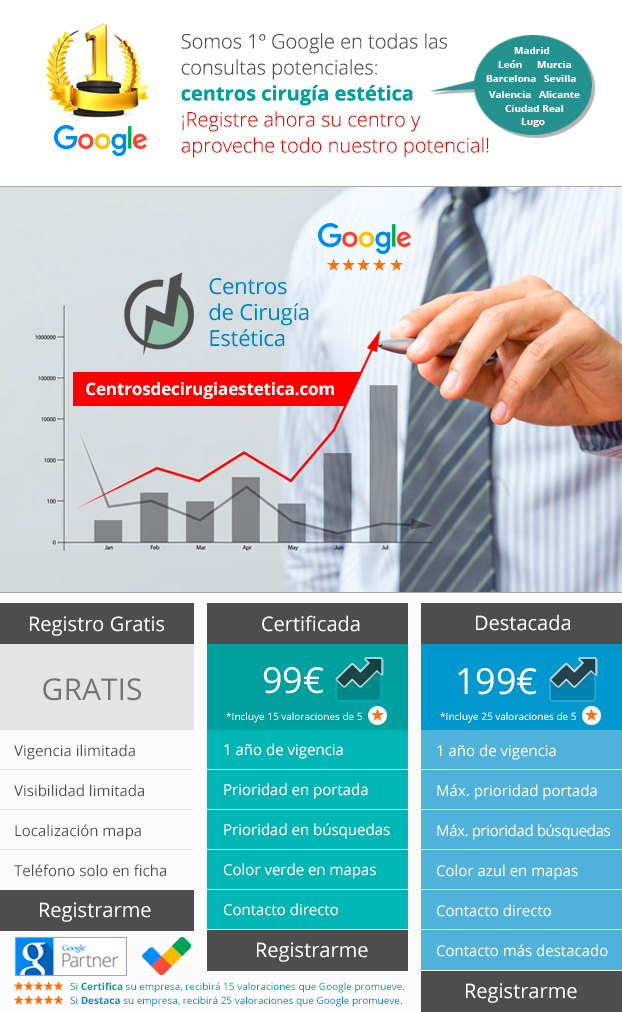 1
Google
Somos 1º Google en todas las
consultas potenciales:
centros cirugía estética
¡Registre ahora su centro y
aproveche todo nuestro potencial!
Madrid
León Murcia
Barcelona Sevilla
Valencia Alicante
Ciudad Real
Lugo
Google
Centros
de Cirugía
Estética
Centrosdecirugiaestetica.com
1000000
100000
10000
1000
100
0
Jan Feb Mar Apr May Jun Jul
Registro Gratis
GRATIS
Vigencia ilimitada
Visibilidad limitada
Localización mapa
Teléfono solo en ficha
Registrarme
Certificada
99€
*Incluye 15 valoraciones de 5
1 año de vigencia
Prioridad en portada
Prioridad en búsquedas
Color verde en mapas
Contacto directo
Registrarme
Destacada
199€
*Incluye 25 valoraciones de 5
1 año de vigencia
Máx. prioridad portada
Máx. prioridad búsquedas
Color azul en mapas
Contacto directo
Contacto más destacado
Registrarme
g
Google
Partner
Si Certifica su empresa, recibirá 15 valoraciones que Google promueve.
Si Destaca su empresa, recibirá 25 valoraciones que Google promueve.